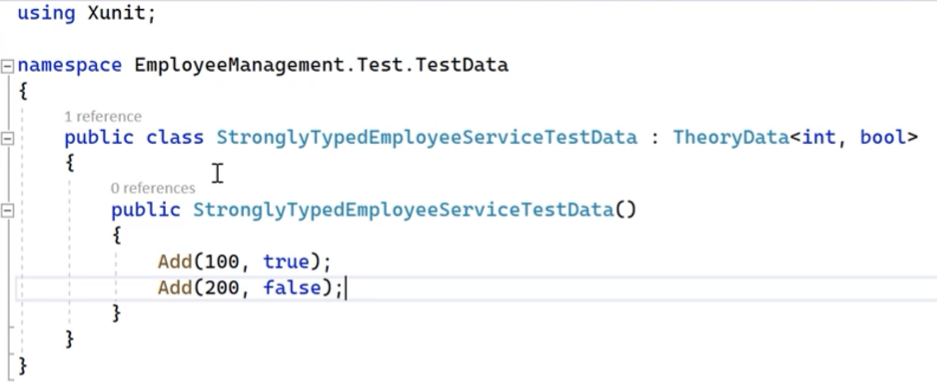 using Xunit;
namespace EmployeeManagement.Test.TestData
{
1 reference
public class StronglyTypedEmployeeServiceTestData : TheoryData<int, bool>
{
0 references
public StronglyTypedEmployeeServiceTestData()
{
Add(100, true);
Add(200, false);
}
}
}